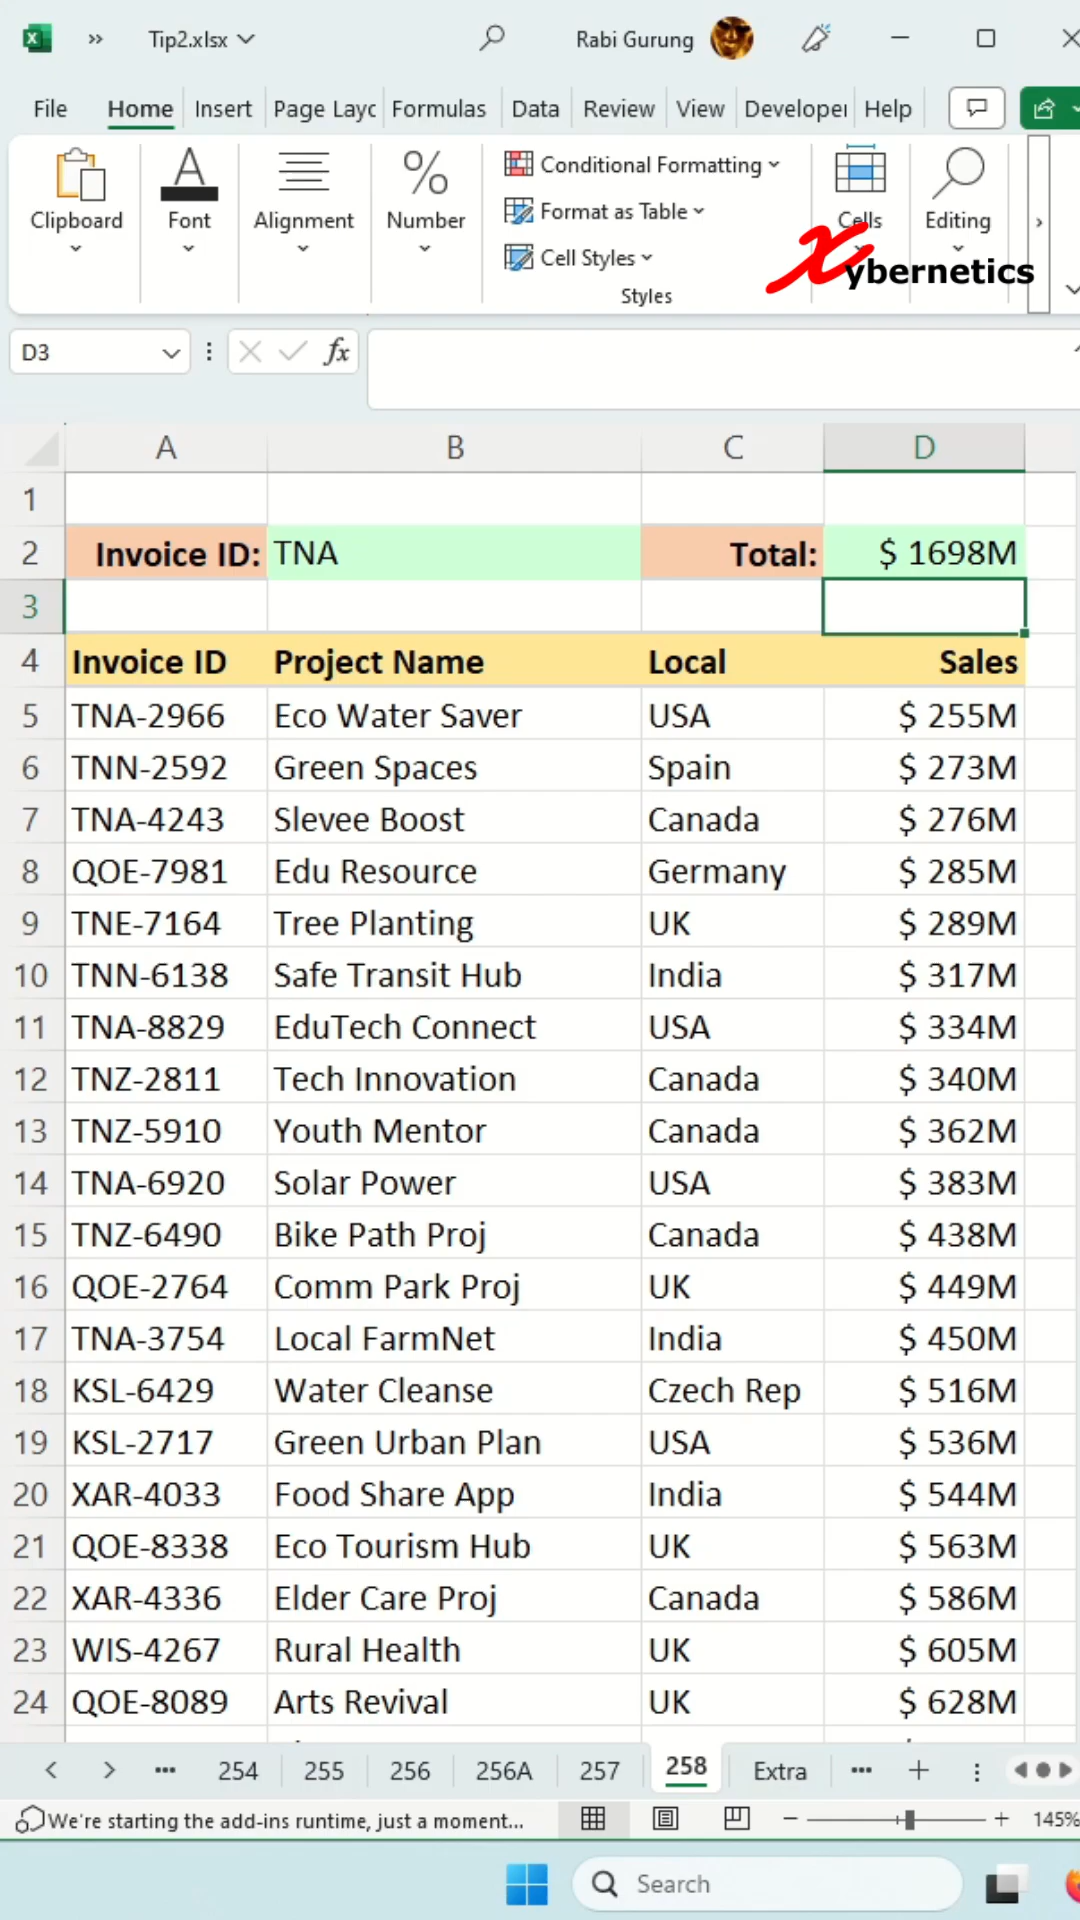 Tip2.xlsx
Rabi Gurung
File Home Insert Page Layc Formulas Data Review View Developer Help
Clipboard Font Alignment Number
Conditional Formatting
Format as Table
Cell Styles
Styles
Cells Editing
Xybernetics
D3 fx
A B C D
1
2 Invoice ID: TNA Total: $ 1698M
3
4 Invoice ID Project Name Local Sales
5 TNA-2966 Eco Water Saver USA $ 255M
6 TNN-2592 Green Spaces Spain $ 273M
7 TNA-4243 Slevee Boost Canada $ 276M
8 QOE-7981 Edu Resource Germany $ 285M
9 TNE-7164 Tree Planting UK $ 289M
10 TNN-6138 Safe Transit Hub India $ 317M
11 TNA-8829 EduTech Connect USA $ 334M
12 TNZ-2811 Tech Innovation Canada $ 340M
13 TNZ-5910 Youth Mentor Canada $ 362M
14 TNA-6920 Solar Power USA $ 383M
15 TNZ-6490 Bike Path Proj Canada $ 438M
16 QOE-2764 Comm Park Proj UK $ 449M
17 TNA-3754 Local FarmNet India $ 450M
18 KSL-6429 Water Cleanse Czech Rep $ 516M
19 KSL-2717 Green Urban Plan USA $ 536M
20 XAR-4033 Food Share App India $ 544M
21 QOE-8338 Eco Tourism Hub UK $ 563M
22 XAR-4336 Elder Care Proj Canada $ 586M
23 WIS-4267 Rural Health UK $ 605M
24 QOE-8089 Arts Revival UK $ 628M
254 255 256 256A 257 258 Extra
We're starting the add-ins runtime, just a moment... 145%
Search